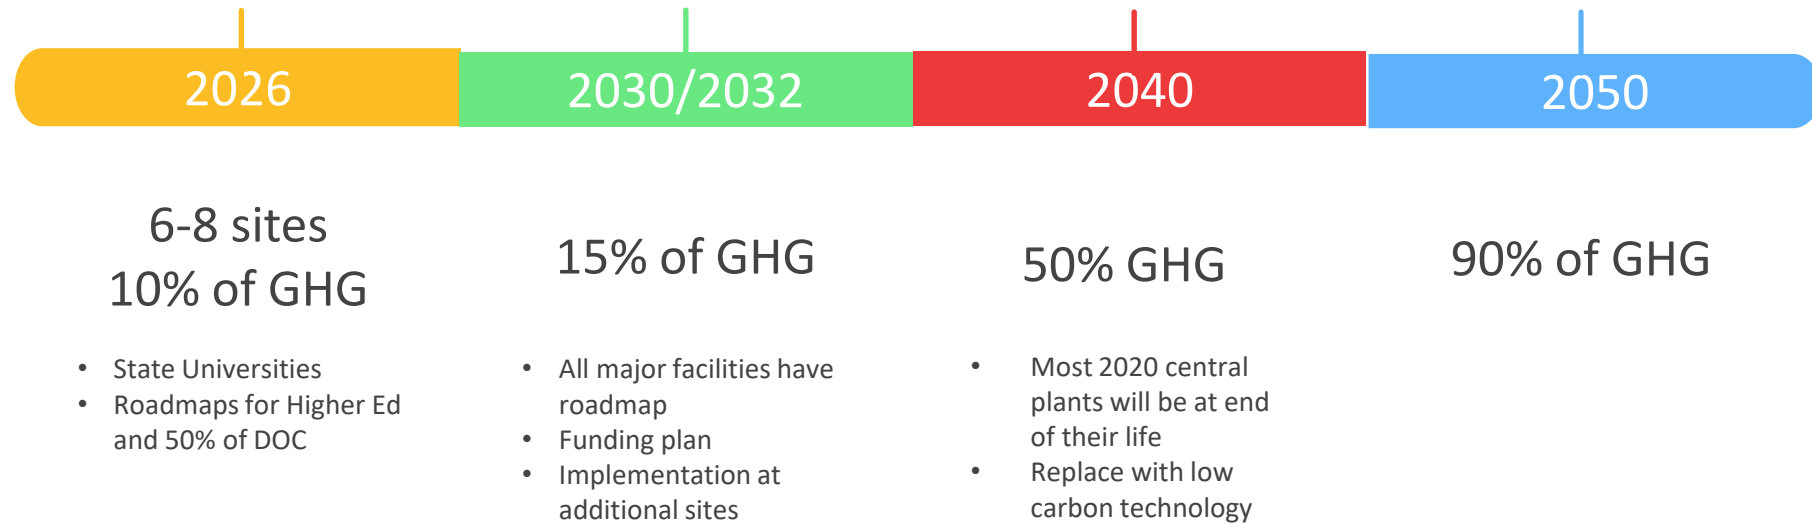 2026
2030/2032
2040
2050
6-8 sites
10% of GHG
15% of GHG
50% GHG
90% of GHG
• State Universities
• Roadmaps for Higher Ed
and 50% of DOC
• All major facilities have
roadmap
• Funding plan
• Implementation at
additional sites
• Most 2020 central
plants will be at end
of their life
• Replace with low
carbon technology